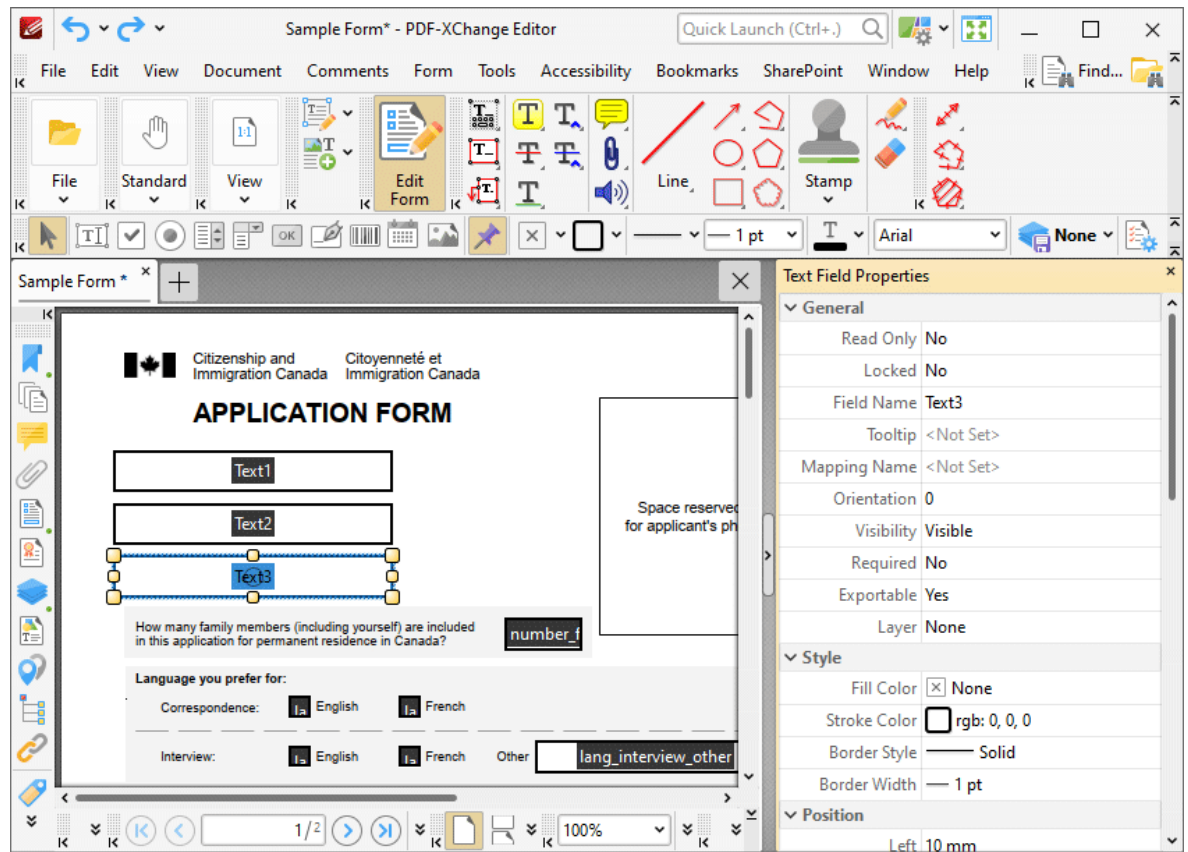 Sample Form* - PDF-XChange Editor
Quick Launch (Ctrl+.)
File Edit View Document Comments Form Tools Accessibility Bookmarks SharePoint Window Help Find...
File Standard View Edit Form Line Stamp
OK 1 pt Arial None
Sample Form *
Citizenship and Immigration Canada
Citoyenneté et Immigration Canada
APPLICATION FORM
Text1
Text2
Text3
Space reserved
for applicant's ph
How many family members (including yourself) are included
in this application for permanent residence in Canada?
number_f
Language you prefer for:
Correspondence: la English la French
Interview: la English la French Other lang_interview_other
1/2
100%
Text Field Properties
General
Read Only No
Locked No
Field Name Text3
Tooltip <Not Set>
Mapping Name <Not Set>
Orientation 0
Visibility Visible
Required No
Exportable Yes
Layer None
Style
Fill Color None
Stroke Color rgb: 0, 0, 0
Border Style Solid
Border Width 1 pt
Position
Left 10 mm